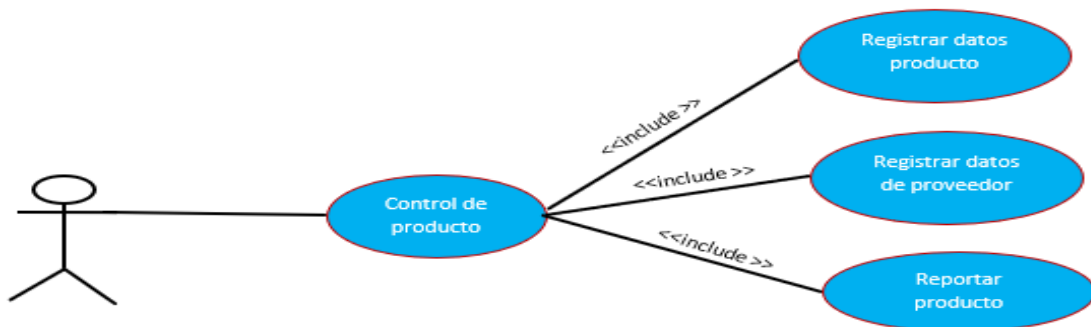 Registrar datos
producto
<<include >>
Registrar datos
de proveedor
<<include >>
Control de
producto
<<include >>
Reportar
producto